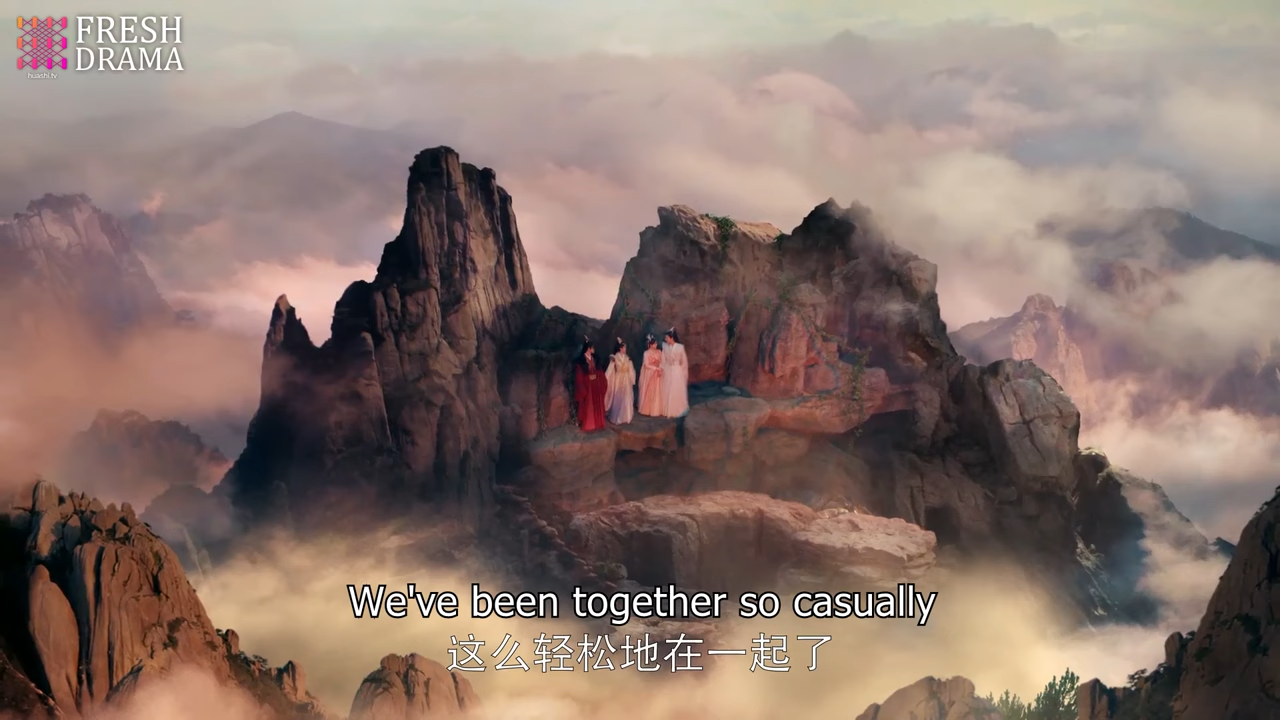 FRESH
DRAMA
huashi.tv
We've been together so casually
这么轻松地在一起了